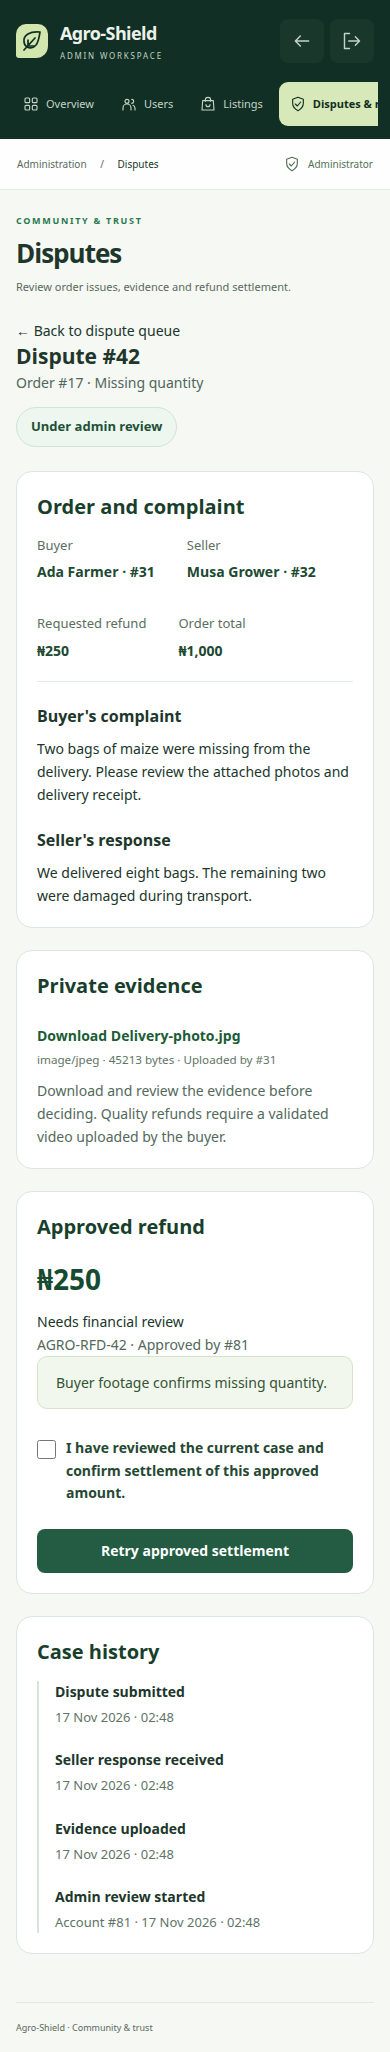 Agro-Shield
ADMIN WORKSPACE
Overview
Users
Listings
Disputes &
Administration / Disputes
Administrator
COMMUNITY & TRUST
Disputes
Review order issues, evidence and refund settlement.
← Back to dispute queue
Dispute #42
Order #17 · Missing quantity
Under admin review
Order and complaint
Buyer
Ada Farmer · #31
Seller
Musa Grower · #32
Requested refund
₦250
Order total
₦1,000
Buyer's complaint
Two bags of maize were missing from the
delivery. Please review the attached photos and
delivery receipt.
Seller's response
We delivered eight bags. The remaining two
were damaged during transport.
Private evidence
Download Delivery-photo.jpg
image/jpeg · 45213 bytes · Uploaded by #31
Download and review the evidence before
deciding. Quality refunds require a validated
video uploaded by the buyer.
Approved refund
₦250
Needs financial review
AGRO-RFD-42 · Approved by #81
Buyer footage confirms missing quantity.
I have reviewed the current case and
confirm settlement of this approved
amount.
Retry approved settlement
Case history
Dispute submitted
17 Nov 2026 · 02:48
Seller response received
17 Nov 2026 · 02:48
Evidence uploaded
17 Nov 2026 · 02:48
Admin review started
Account #81 · 17 Nov 2026 · 02:48
Agro-Shield · Community & trust